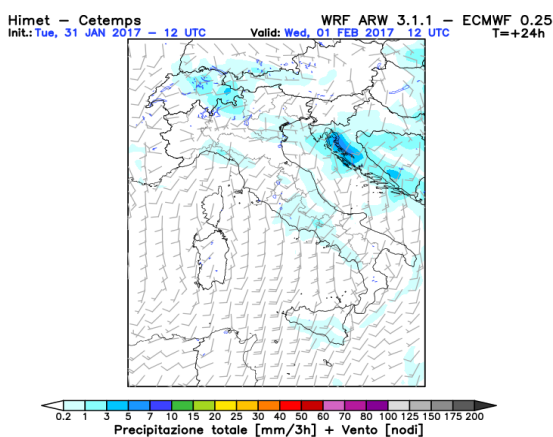 Himet – Cetemps WRF ARW 3.1.1 – ECMWF 0.25
Init.: Tue, 31 JAN 2017 – 12 UTC Valid: Wed, 01 FEB 2017 12 UTC T=+24h
0.2 1 3 5 7 10 15 20 25 30 40 50 60 70 80 100 125 150 175 200
Precipitazione totale [mm/3h] + Vento [nodi]